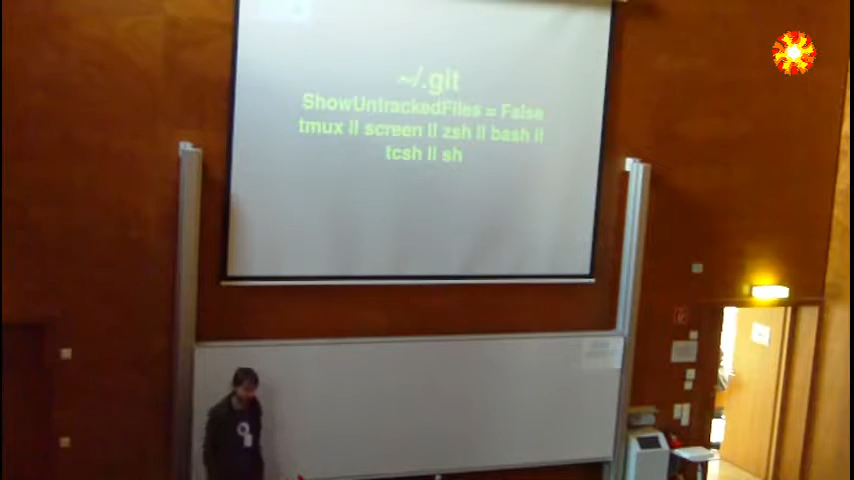 ~/.git
ShowUntrackedFiles = False
tmux || screen || zsh || bash ||
tcsh || sh